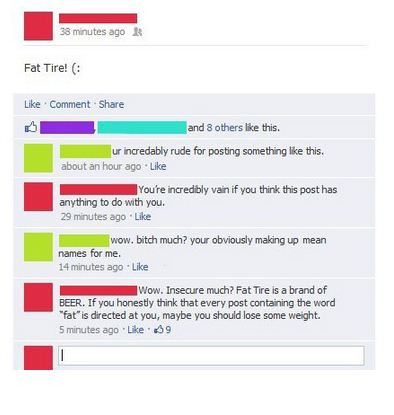 38 minutes ago
Fat Tire! (:
Like · Comment · Share
, and 8 others like this.
ur incredably rude for posting something like this.
about an hour ago · Like
You're incredibly vain if you think this post has
anything to do with you.
29 minutes ago · Like
wow. bitch much? your obviously making up mean
names for me.
14 minutes ago · Like
Wow. Insecure much? Fat Tire is a brand of
BEER. If you honestly think that every post containing the word
"fat" is directed at you, maybe you should lose some weight.
5 minutes ago · Like · 9